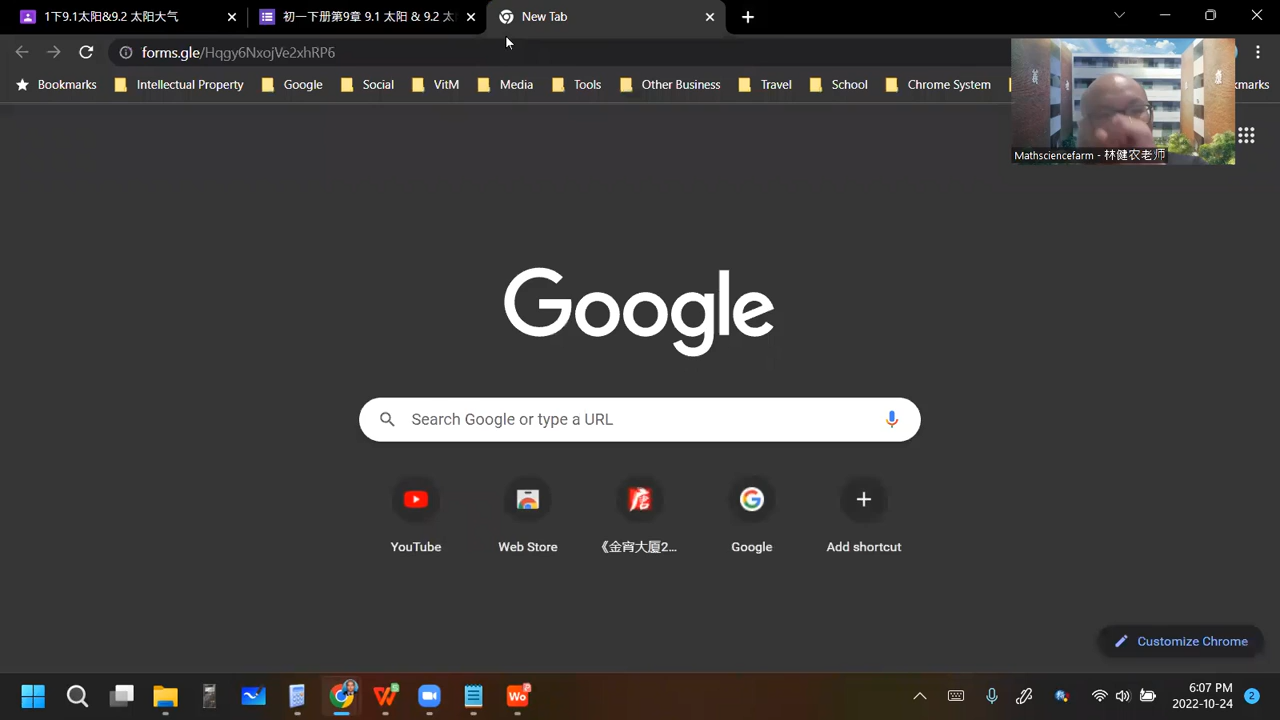 1下9.1太阳&9.2 太阳大气
初一下册第9章 9.1 太阳 & 9.2 太
New Tab
forms.gle/Hqgy6NxojVe2xhRP6
Bookmarks
Intellectual Property
Google
Social
Media
Tools
Other Business
Travel
School
Chrome System
kmarks
Mathsciencefarm - 林健农老师
Google
Search Google or type a URL
YouTube
Web Store
《金宵大厦2...
Google
Add shortcut
Customize Chrome
6:07 PM
2022-10-24
2